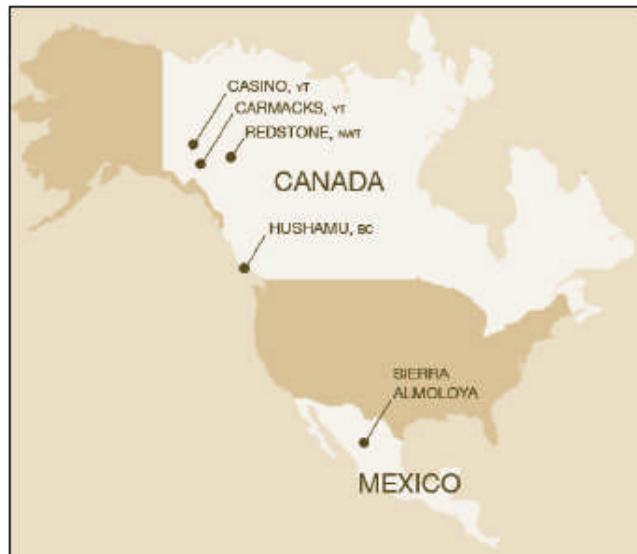 CASINO, YT
CARMACKS, YT
REDSTONE, NWT
CANADA
HUSHAMU, BC
SIERRA
ALMOLOYA
MEXICO